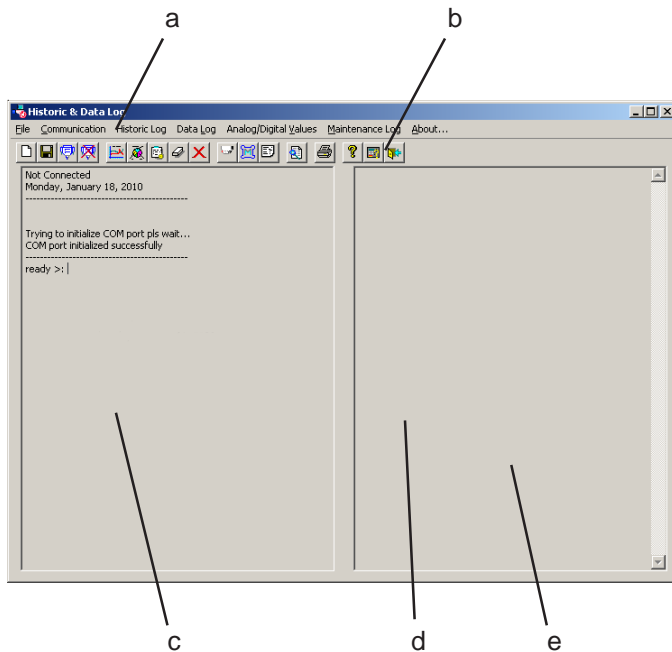 a b
Historic & Data Log
File Communication Historic Log Data Log Analog/Digital Values Maintenance Log About...
Not Connected
Monday, January 18, 2010
------------------------------------------
Trying to initialize COM port pls wait...
COM port initialized successfully
------------------------------------------
ready >:
c d e